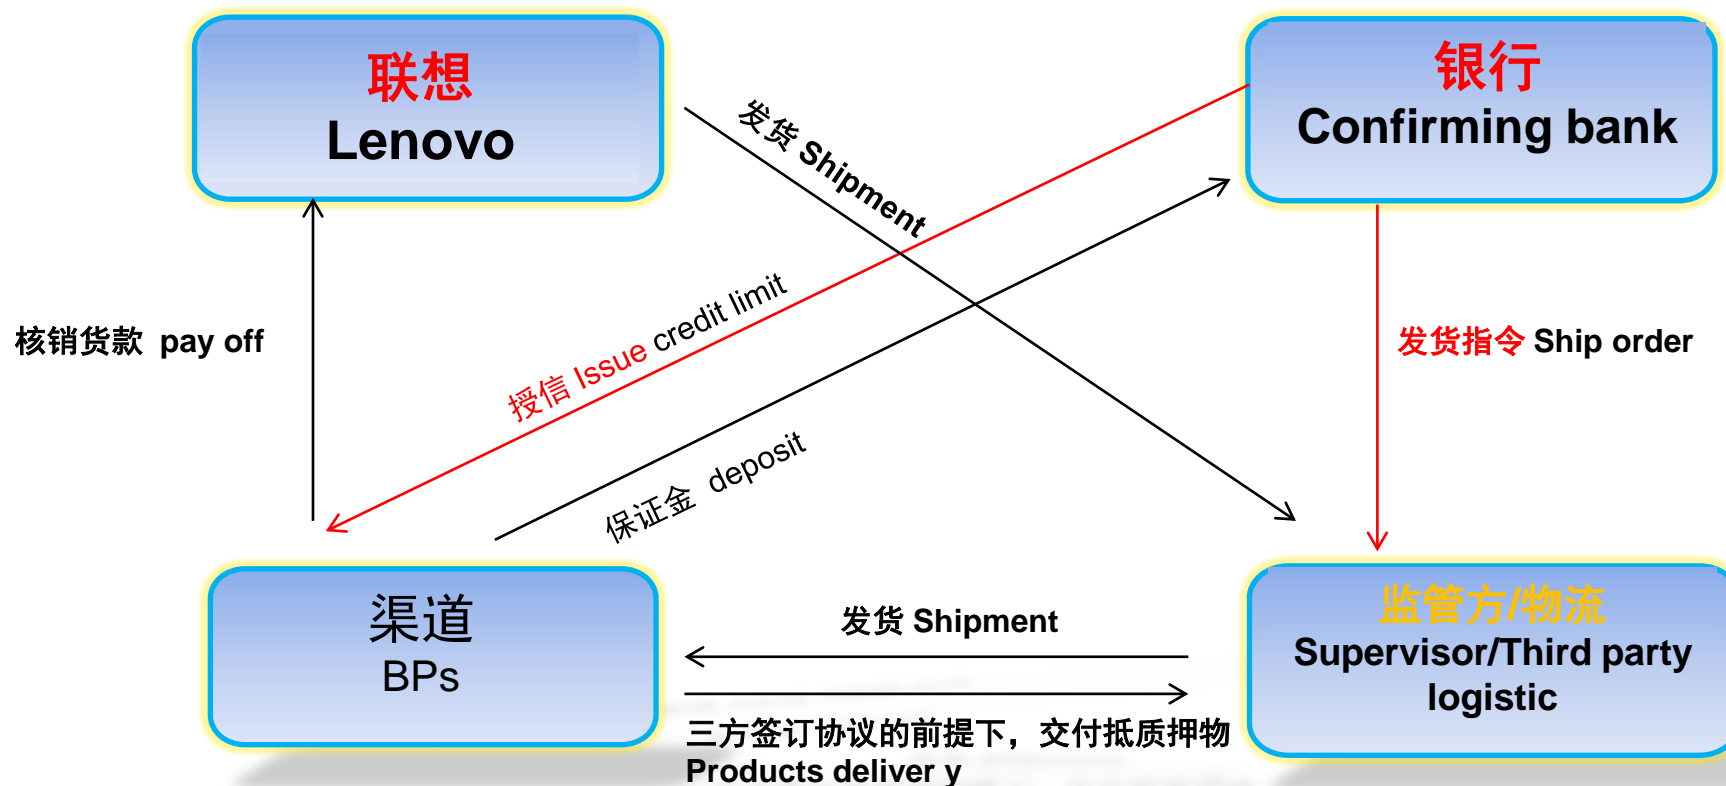 联想
Lenovo
银行
Confirming bank
发货 Shipment
授信 Issue credit limit
核销货款 pay off
发货指令 Ship order
保证金 deposit
渠道
BPs
发货 Shipment
监管方/物流
Supervisor/Third party
logistic
三方签订协议的前提下，交付抵质押物
Products deliver y